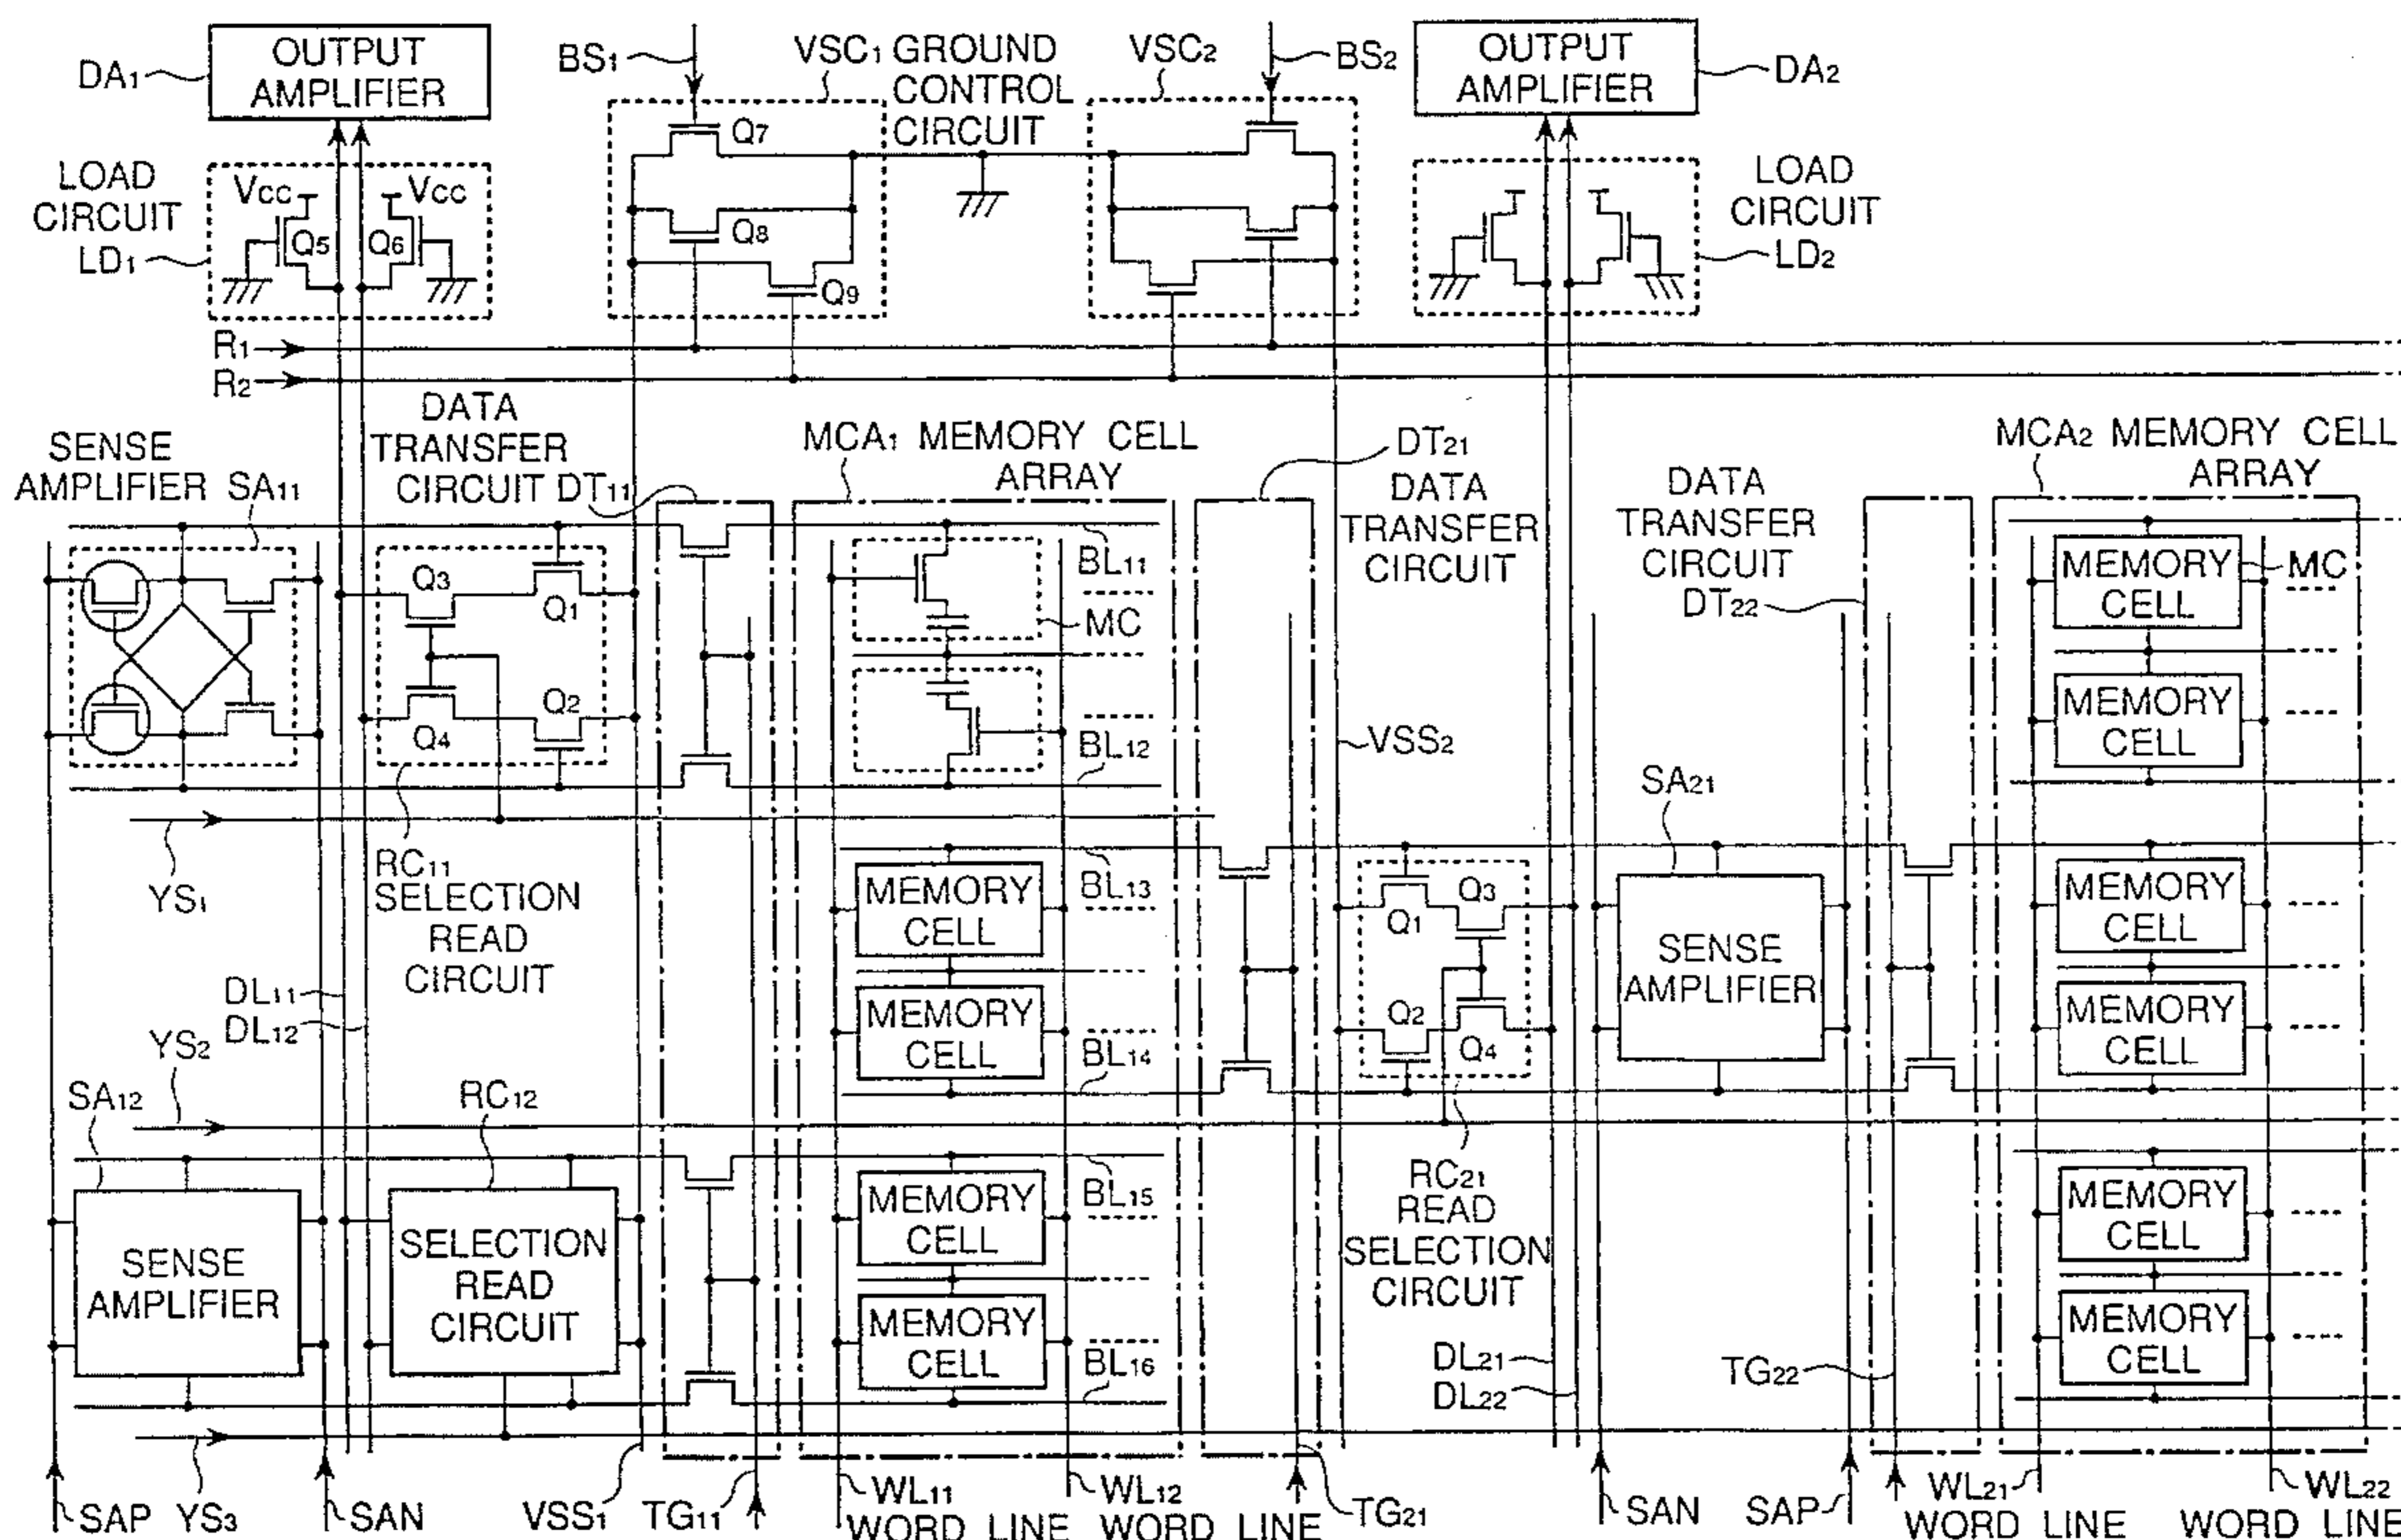 OUTPUT
AMPLIFIER
DA1
BS1
VSC1 GROUND
CONTROL
CIRCUIT
VSC2
BS2
OUTPUT
AMPLIFIER
DA2
LOAD
CIRCUIT
LD1
VCC
VCC
Q5
Q6
Q7
Q8
Q9
LOAD
CIRCUIT
LD2
R1
R2
SENSE
AMPLIFIER SA11
DATA
TRANSFER
CIRCUIT DT11
MCA1 MEMORY CELL
ARRAY
DT21
DATA
TRANSFER
CIRCUIT
DATA
TRANSFER
CIRCUIT
DT22
MCA2 MEMORY CELL
ARRAY
Q3
Q1
Q4
Q2
BL11
MC
BL12
VSS2
MEMORY
CELL
MC
MEMORY
CELL
YS1
RC11
SELECTION
READ
CIRCUIT
SA21
MEMORY
CELL
BL13
MEMORY
CELL
BL14
Q1
Q3
Q2
Q4
SENSE
AMPLIFIER
MEMORY
CELL
MEMORY
CELL
DL11
DL12
YS2
SA12
RC12
SENSE
AMPLIFIER
SELECTION
READ
CIRCUIT
MEMORY
CELL
BL15
MEMORY
CELL
BL16
RC21
READ
SELECTION
CIRCUIT
DL21
DL22
TG22
MEMORY
CELL
MEMORY
CELL
SAP
YS3
SAN
VSS1
TG11
WL11
WORD LINE
WL12
WORD LINE
TG21
SAN
SAP
WL21
WORD LINE
WL22
WORD LINE